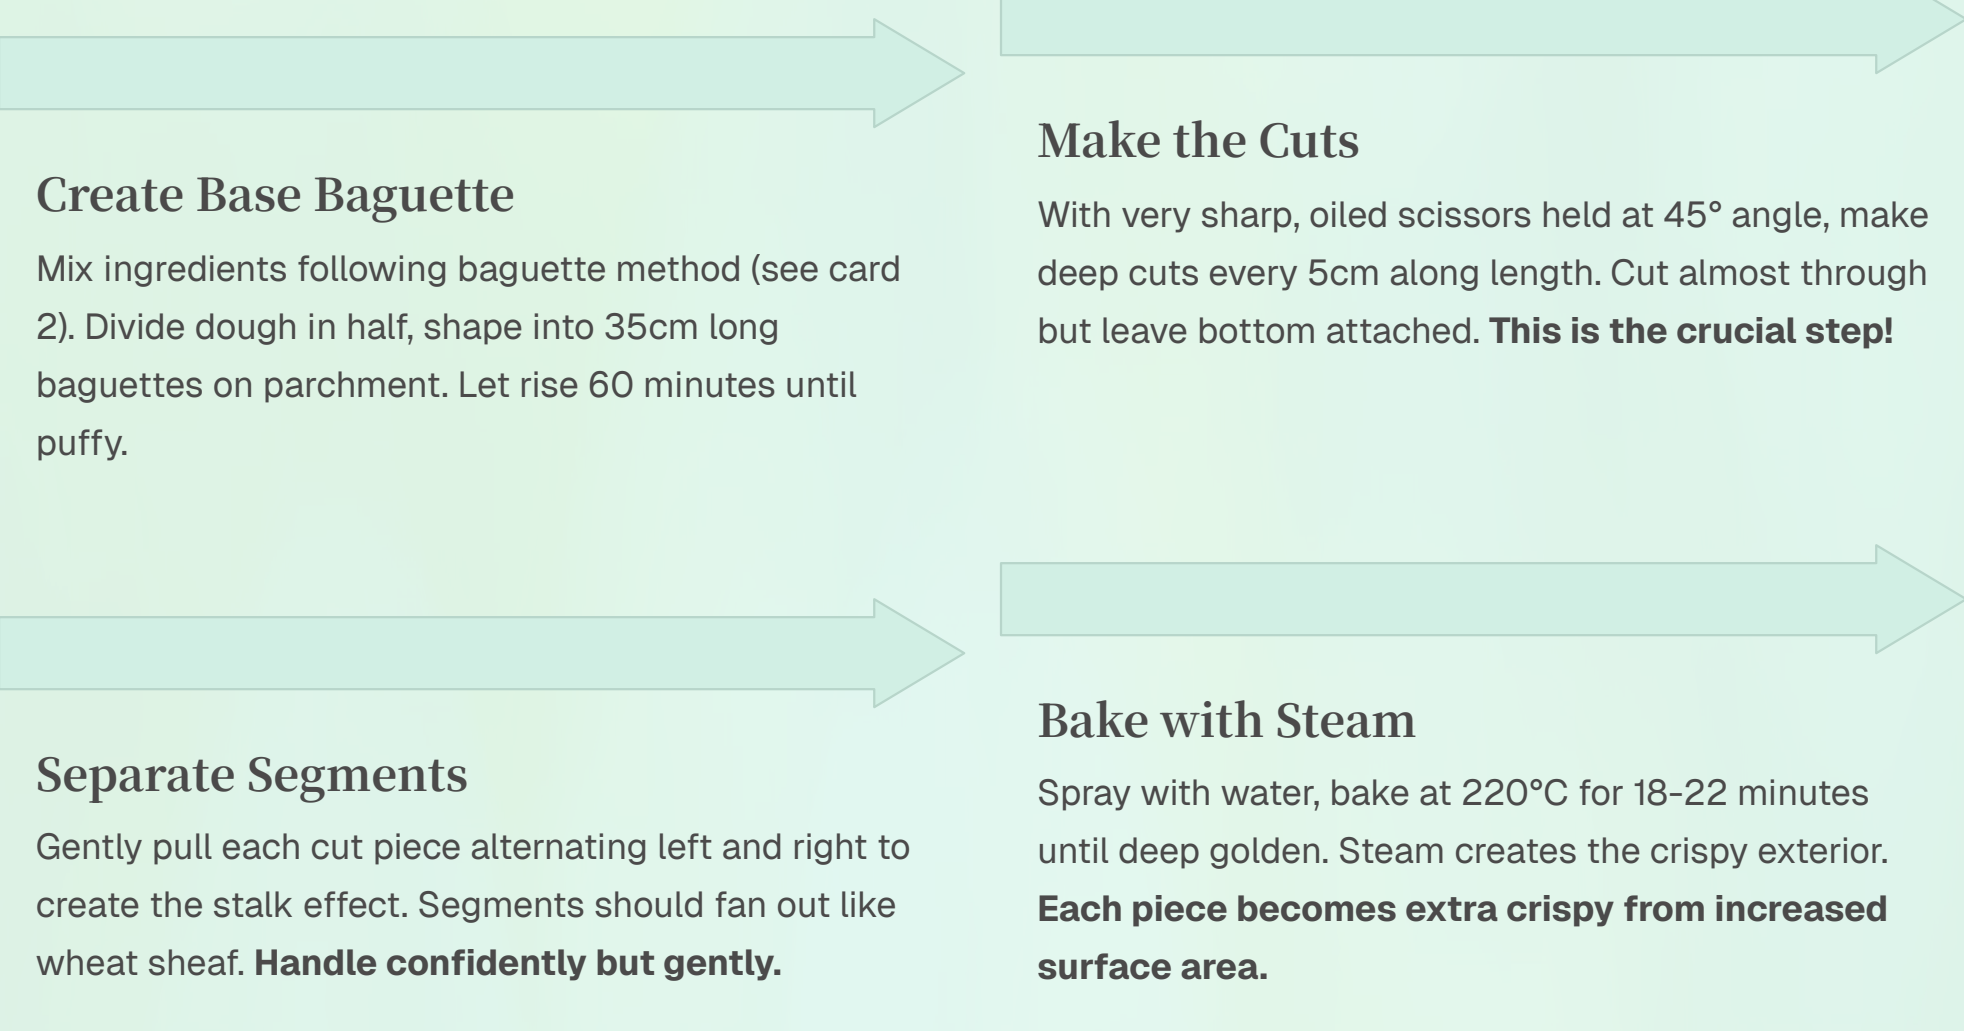 Create Base Baguette
Mix ingredients following baguette method (see card
2). Divide dough in half, shape into 35cm long
baguettes on parchment. Let rise 60 minutes until
puffy.
Make the Cuts
With very sharp, oiled scissors held at 45° angle, make
deep cuts every 5cm along length. Cut almost through
but leave bottom attached. This is the crucial step!
Separate Segments
Gently pull each cut piece alternating left and right to
create the stalk effect. Segments should fan out like
wheat sheaf. Handle confidently but gently.
Bake with Steam
Spray with water, bake at 220°C for 18-22 minutes
until deep golden. Steam creates the crispy exterior.
Each piece becomes extra crispy from increased
surface area.